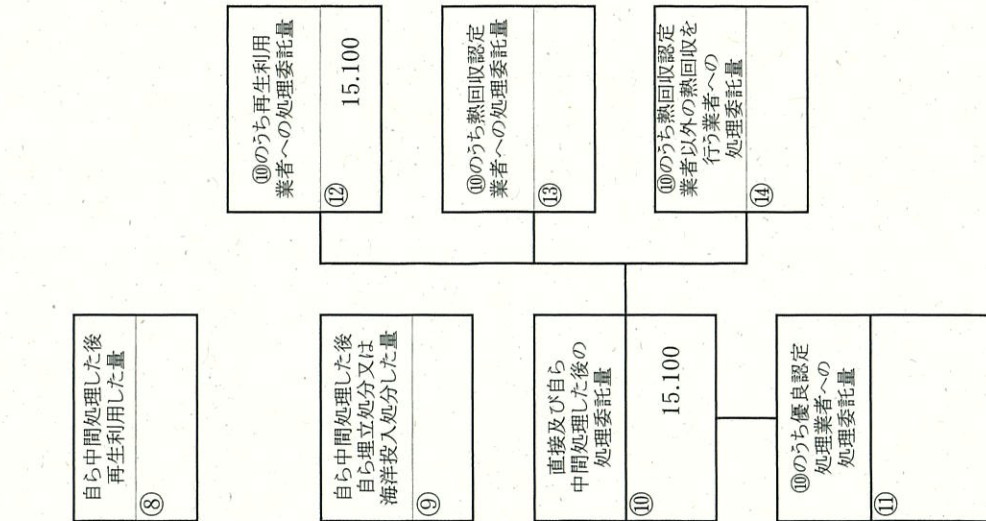 自ら中間処理した後
再生利用した量
⑧
自ら中間処理した後
自ら埋立処分又は
海洋投入処分した量
⑨
直接及び自ら
中間処理した後の
処理委託量
⑩
15.100
⑩のうち優良認定
処理業者への
処理委託量
⑪
⑩のうち再生利用
業者への処理委託量
⑫
15.100
⑩のうち熱回収認定
業者への処理委託量
⑬
⑩のうち熱回収認定
業者以外の熱回収を
行う業者への
処理委託量
⑭